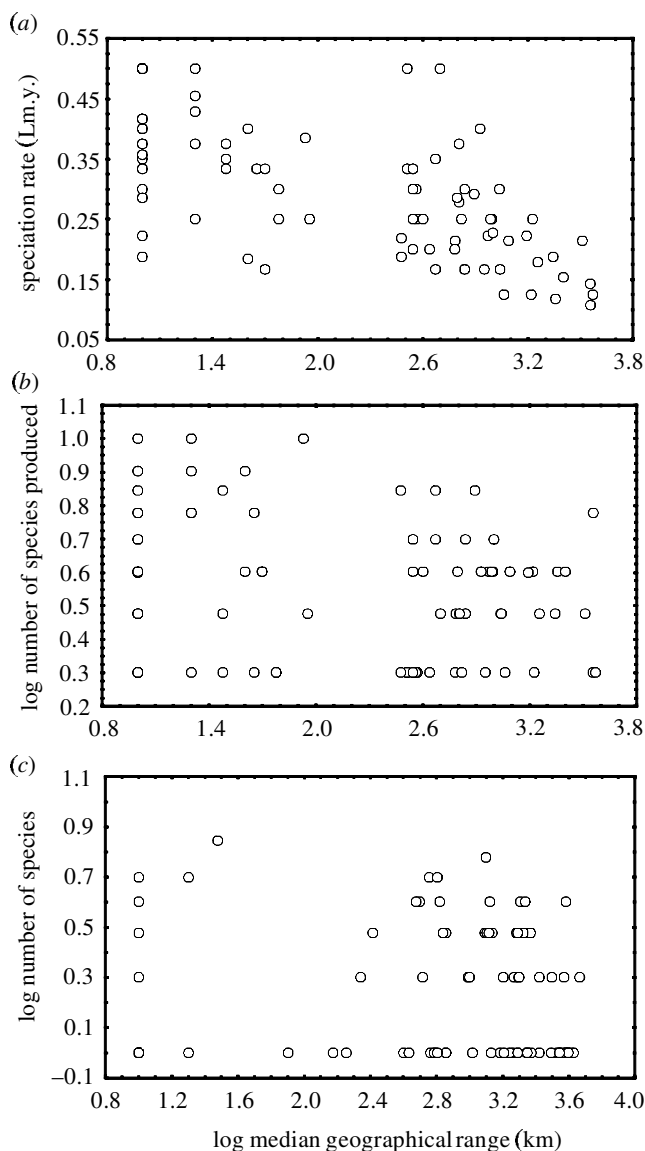 (a)
speciation rate (Lm.y.)
0.55
0.45
0.35
0.25
0.15
0.05
0.8 1.4 2.0 2.6 3.2 3.8
(b)
log number of species produced
1.1
1.0
0.9
0.8
0.7
0.6
0.5
0.4
0.3
0.2
0.8 1.4 2.0 2.6 3.2 3.8
(c)
log number of species
1.1
0.9
0.7
0.5
0.3
0.1
−0.1
0.8 1.2 1.6 2.0 2.4 2.8 3.2 3.6 4.0
log median geographical range (km)